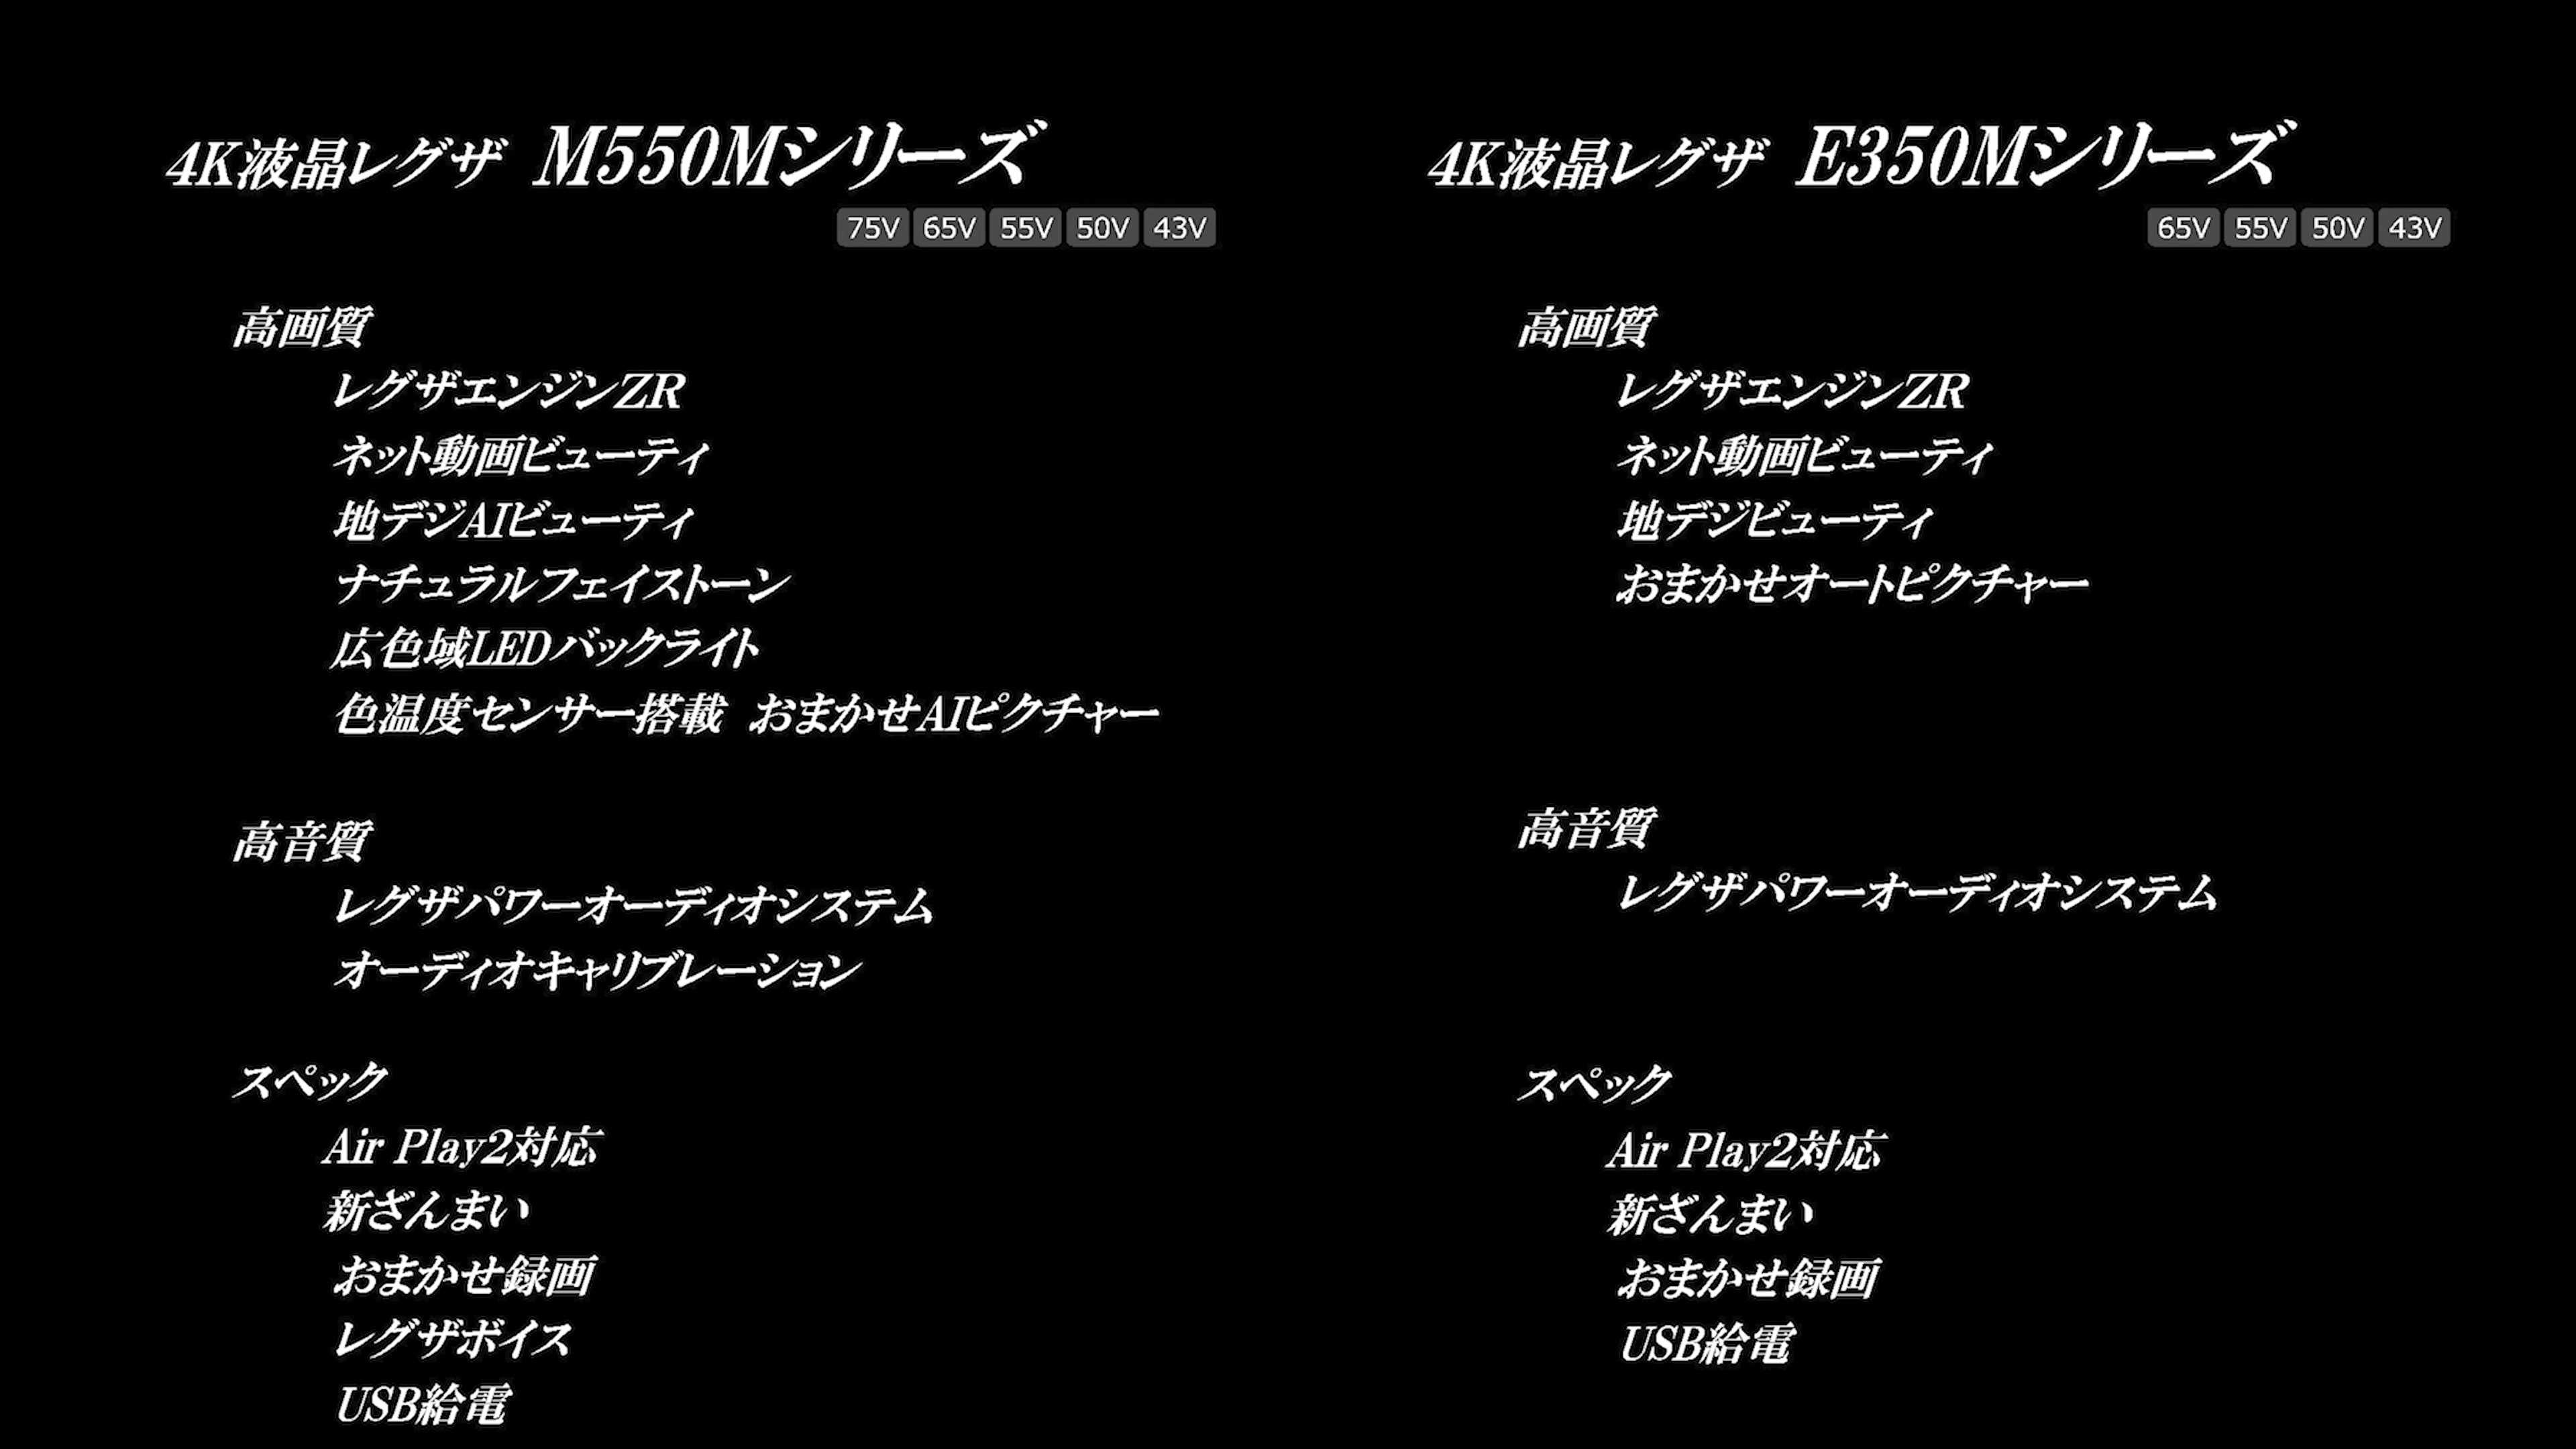 4K液晶レグザ M550Mシリーズ
75V 65V 55V 50V 43V
高画質
レグザエンジンZR
ネット動画ビューティ
地デジAIビューティ
ナチュラルフェイストーン
広色域LEDバックライト
色温度センサー搭載 おまかせAIピクチャー
高音質
レグザパワーオーディオシステム
オーディオキャリブレーション
スペック
Air Play2対応
新ざんまい
おまかせ録画
レグザボイス
USB給電
4K液晶レグザ E350Mシリーズ
65V 55V 50V 43V
高画質
レグザエンジンZR
ネット動画ビューティ
地デジビューティ
おまかせオートピクチャー
高音質
レグザパワーオーディオシステム
スペック
Air Play2対応
新ざんまい
おまかせ録画
USB給電